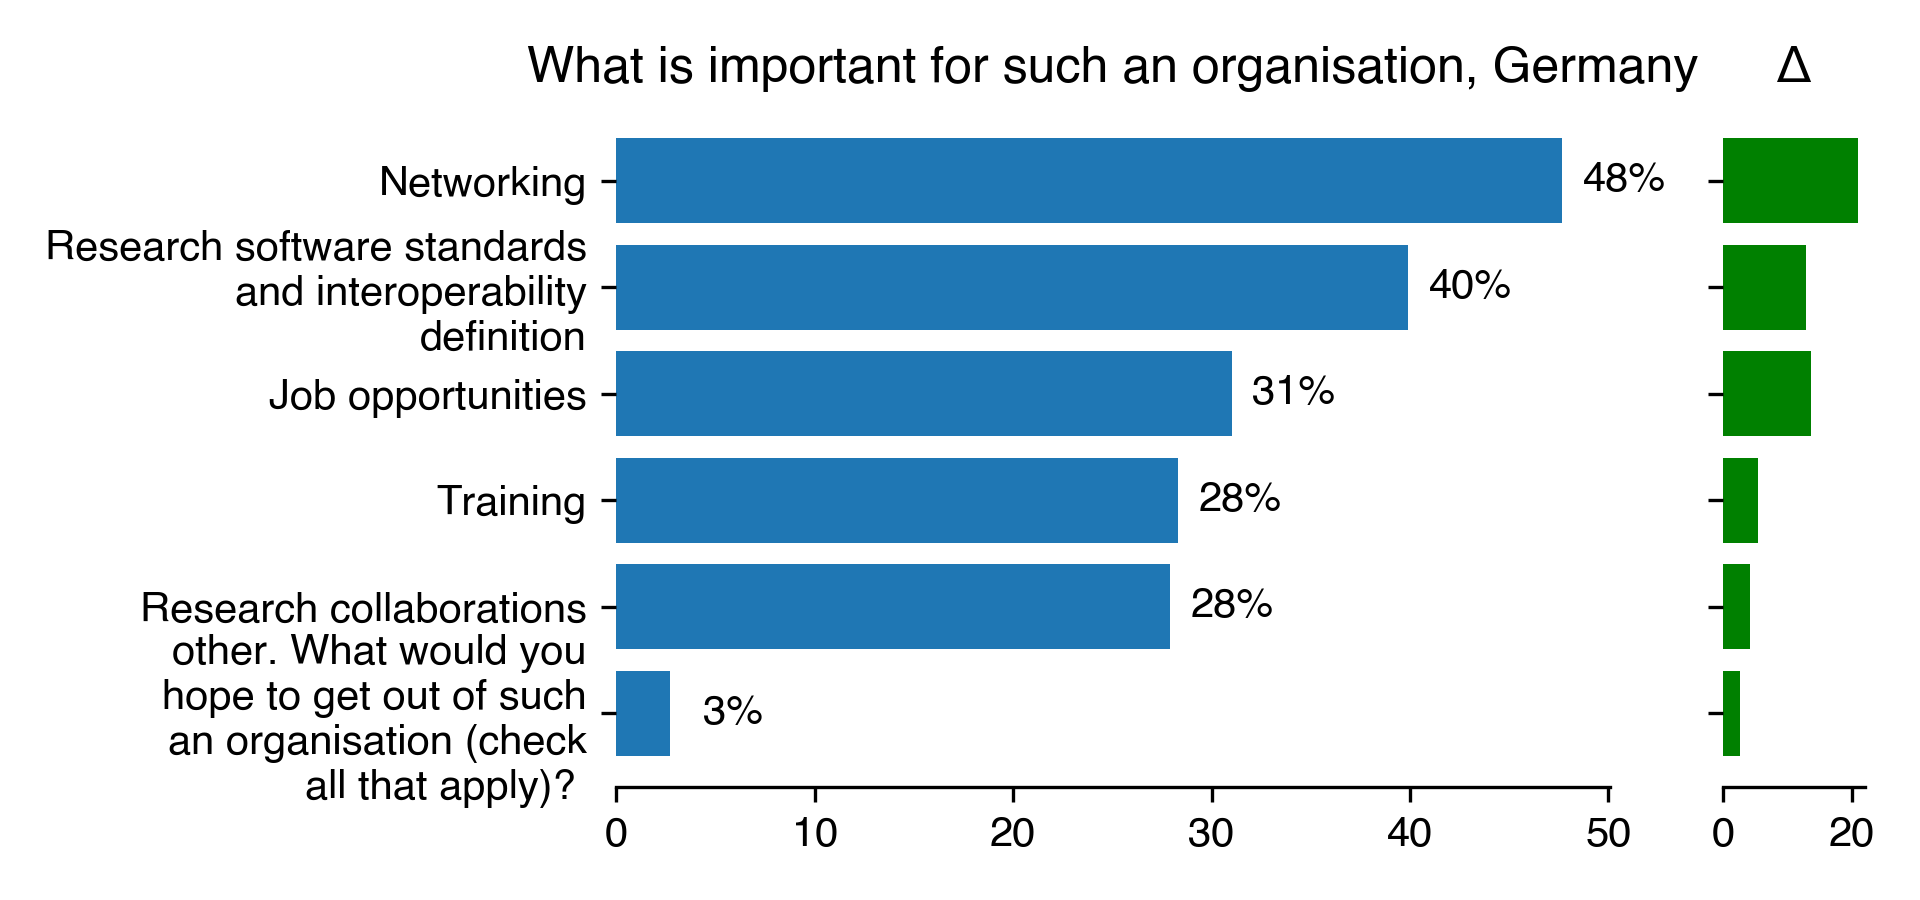 What is important for such an organisation, Germany
Δ
Networking
48%
Research software standards
and interoperability
definition
40%
Job opportunities
31%
Training
28%
Research collaborations
28%
other. What would you
hope to get out of such
an organisation (check
all that apply)?
3%
0 10 20 30 40 50
0 20